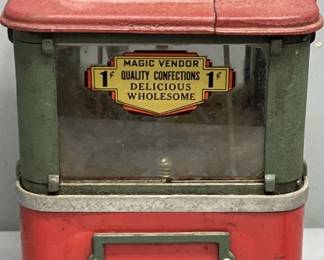 MAGIC VENDOR
1¢ QUALITY CONFECTIONS 1¢
DELICIOUS
WHOLESOME